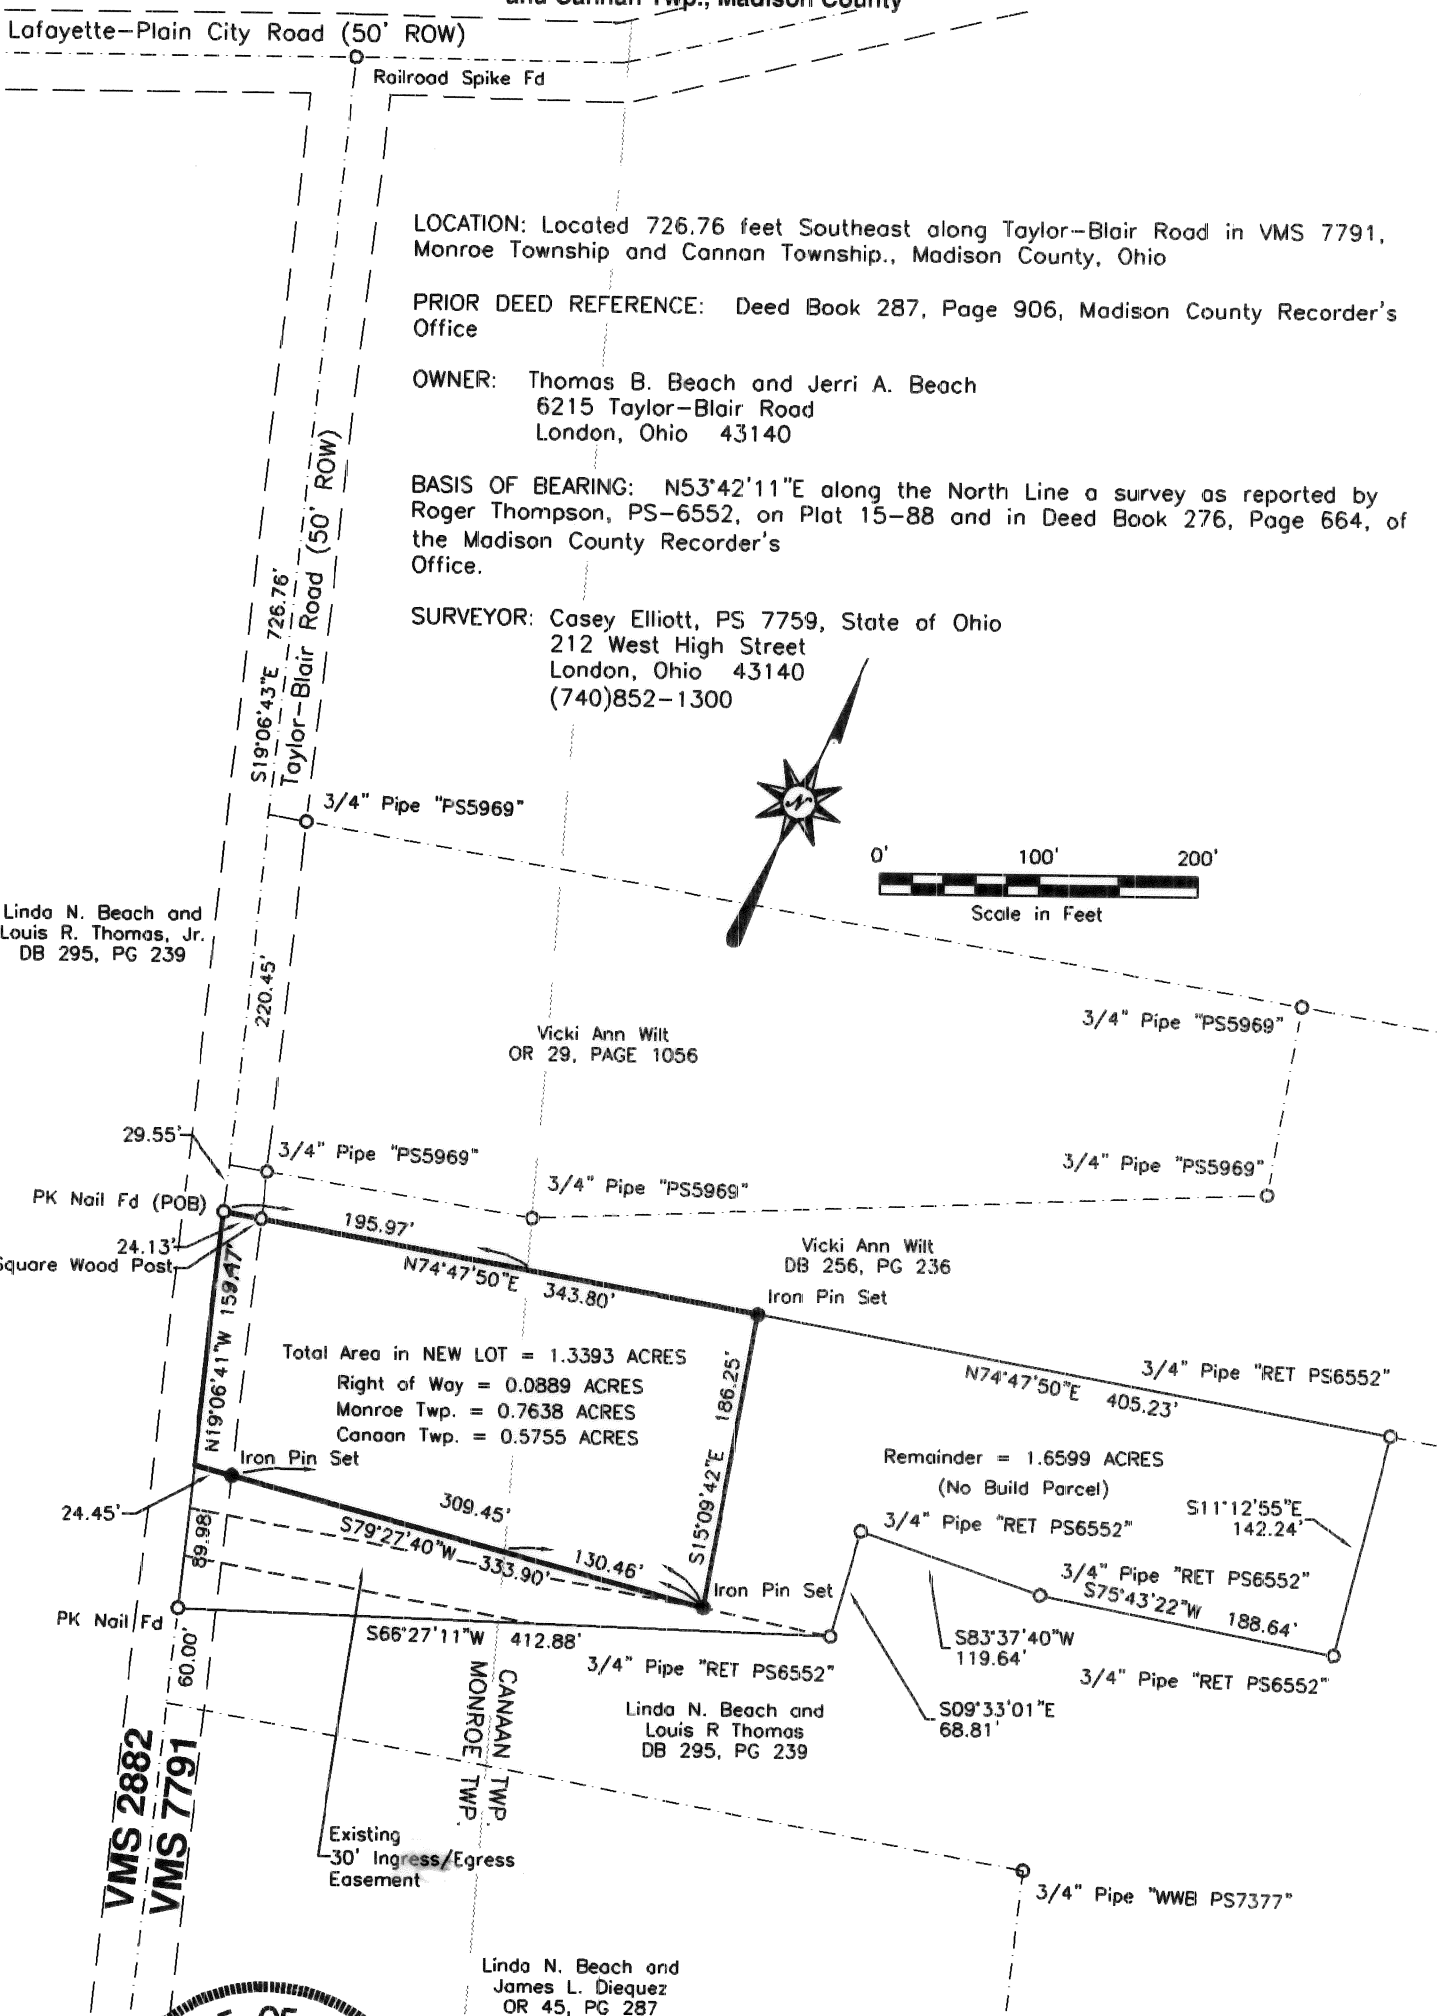 and Cannan Twp., Madison County
Lafayette-Plain City Road (50' ROW)
Railroad Spike Fd
LOCATION: Located 726.76 feet Southeast along Taylor-Blair Road in VMS 7791,
Monroe Township and Cannan Township., Madison County, Ohio
PRIOR DEED REFERENCE: Deed Book 287, Page 906, Madison County Recorder's
Office
OWNER: Thomas B. Beach and Jerri A. Beach
6215 Taylor-Blair Road
London, Ohio 43140
BASIS OF BEARING: N53°42'11"E along the North Line a survey as reported by
Roger Thompson, PS-6552, on Plat 15-88 and in Deed Book 276, Page 664, of
the Madison County Recorder's
Office.
SURVEYOR: Casey Elliott, PS 7759, State of Ohio
212 West High Street
London, Ohio 43140
(740)852-1300
S19°06'43"E 726.76'
Taylor-Blair Road (50' ROW)
3/4" Pipe "PS5969"
N
0' 100' 200'
Scale in Feet
Linda N. Beach and
Louis R. Thomas, Jr.
DB 295, PG 239
220.45'
3/4" Pipe "PS5969"
Vicki Ann Wilt
OR 29, PAGE 1056
29.55'
3/4" Pipe "PS5969"
3/4" Pipe "PS5969"
3/4" Pipe "PS5969"
PK Nail Fd (POB)
24.13'
Square Wood Post
195.97'
N74°47'50"E 343.80'
Vicki Ann Wilt
DB 256, PG 236
Iron Pin Set
N19°06'41"W 159.47'
Total Area in NEW LOT = 1.3393 ACRES
Right of Way = 0.0889 ACRES
Monroe Twp. = 0.7638 ACRES
Canaan Twp. = 0.5755 ACRES
S15°09'42"E 186.25'
3/4" Pipe "RET PS6552"
N74°47'50"E 405.23'
Iron Pin Set
Remainder = 1.6599 ACRES
(No Build Parcel)
24.45'
309.45'
S79°27'40"W 333.90'
130.46'
89.98'
3/4" Pipe "RET PS6552"
S11°12'55"E
142.24'
3/4" Pipe "RET PS6552"
S75°43'22"W 188.64'
Iron Pin Set
PK Nail Fd
60.00'
S66°27'11"W 412.88'
3/4" Pipe "RET PS6552"
S83°37'40"W
119.64'
3/4" Pipe "RET PS6552"
S09°33'01"E
68.81'
Linda N. Beach and
Louis R Thomas
DB 295, PG 239
CANAAN TWP.
MONROE TWP.
VMS 2882
VMS 7791
Existing
30' Ingress/Egress
Easement
3/4" Pipe "WWE PS7377"
Linda N. Beach and
James L. Diequez
OR 45, PG 287